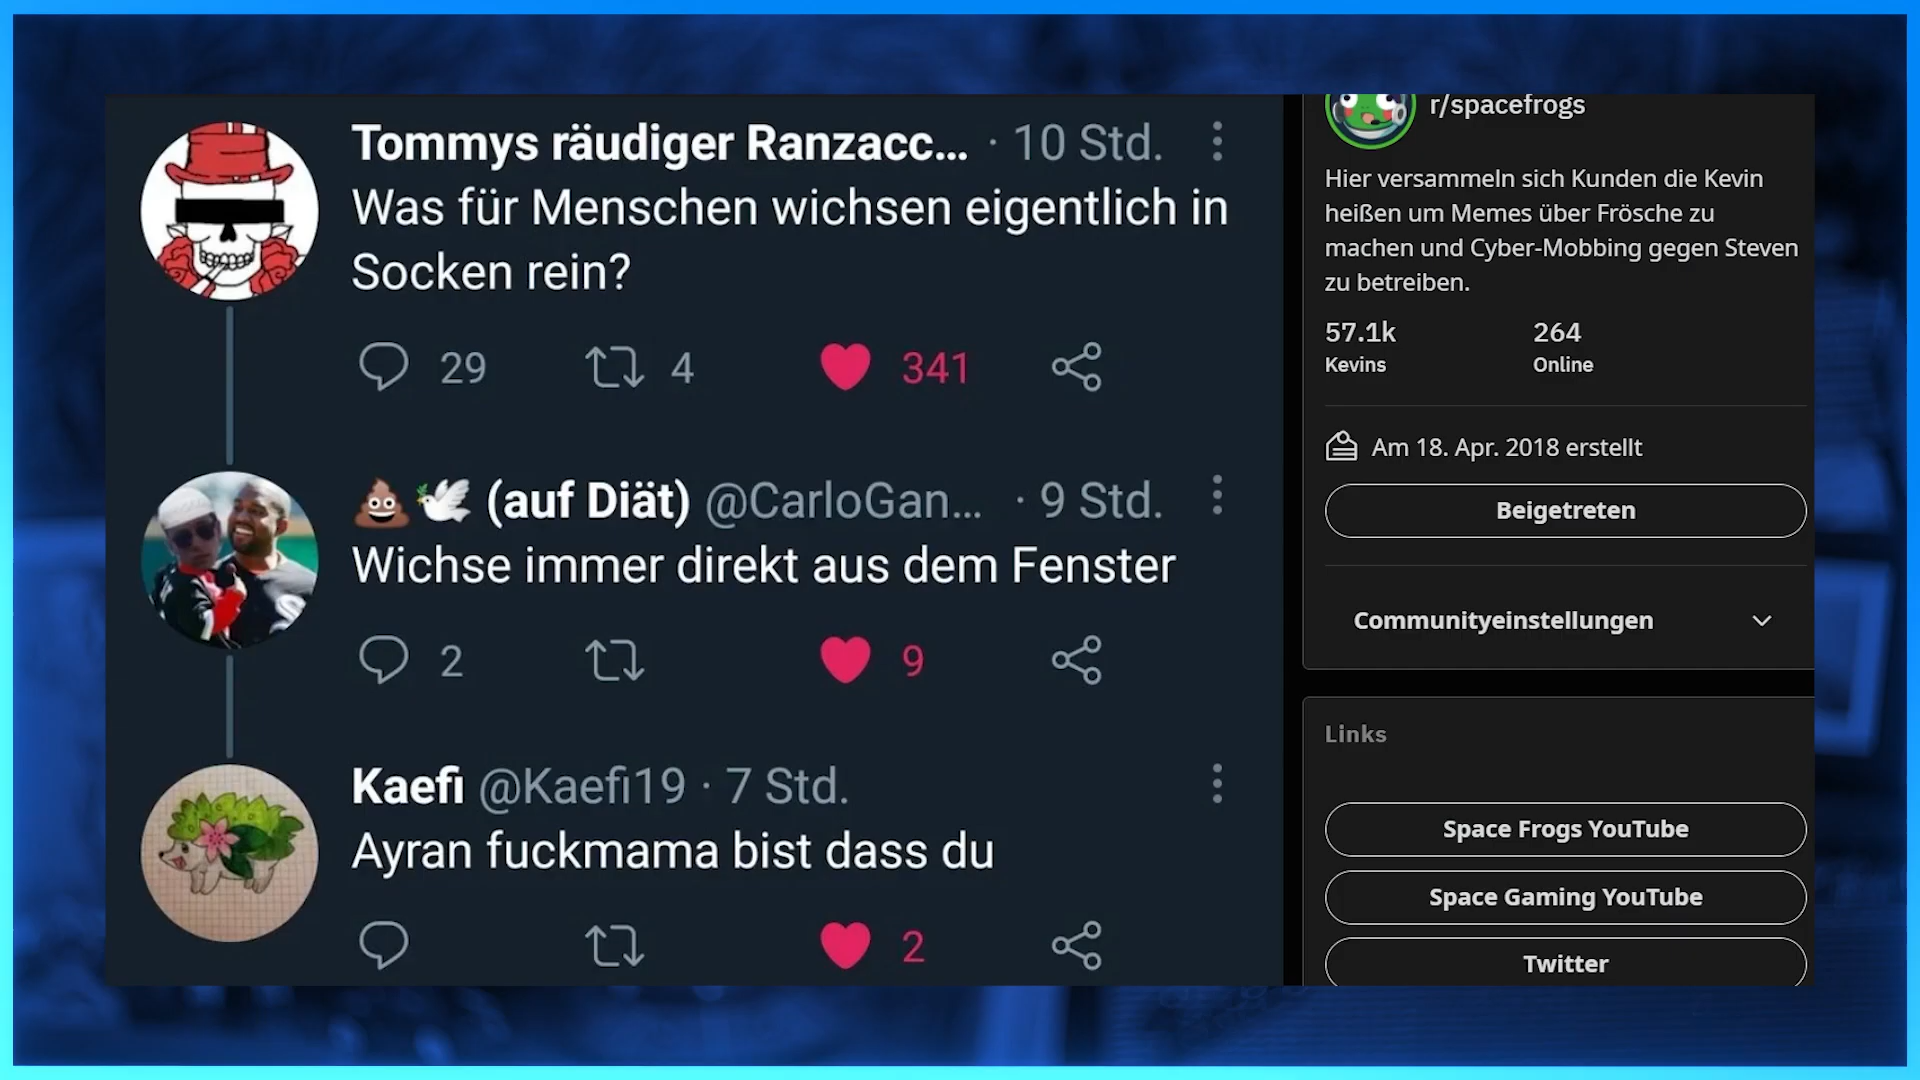 Tommys räudiger Ranzacc... · 10 Std.
Was für Menschen wichsen eigentlich in
Socken rein?
29 4 341
💩🕊️ (auf Diät) @CarloGan... · 9 Std.
Wichse immer direkt aus dem Fenster
2 9
Kaefi @Kaefi19 · 7 Std.
Ayran fuckmama bist dass du
2
r/spacefrogs
Hier versammeln sich Kunden die Kevin
heißen um Memes über Frösche zu
machen und Cyber-Mobbing gegen Steven
zu betreiben.
57.1k 264
Kevins Online
Am 18. Apr. 2018 erstellt
Beigetreten
Communityeinstellungen
Links
Space Frogs YouTube
Space Gaming YouTube
Twitter